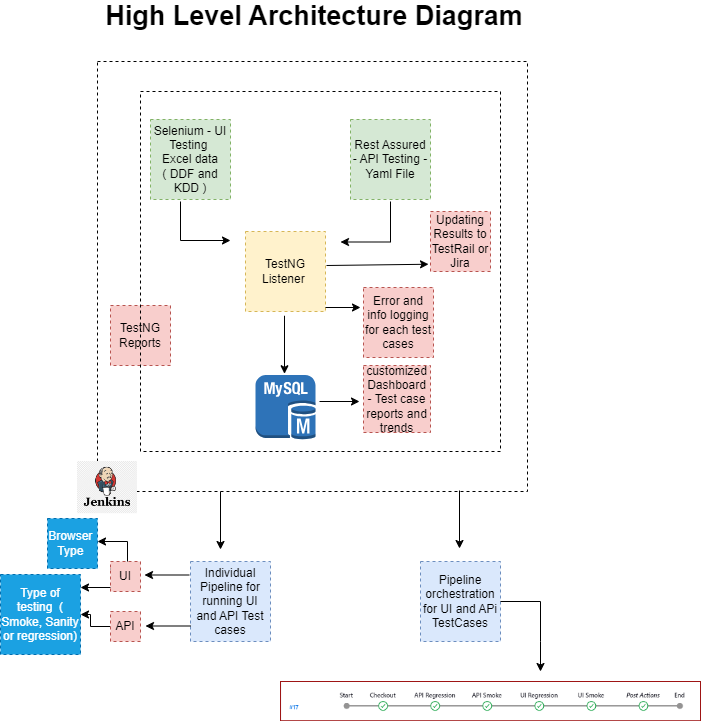 High Level Architecture Diagram
Selenium - UI
Testing
Excel data
( DDF and
KDD )
Rest Assured
- API Testing -
Yaml File
Updating
Results to
TestRail or
Jira
TestNG
Listener
Error and
info logging
for each test
cases
TestNG
Reports
MySQL
M
customized
Dashboard
- Test case
reports and
trends
Jenkins
Browser
Type
UI
Type of
testing (
Smoke, Sanity
or regression)
API
Individual
Pipeline for
running UI
and API Test
cases
Pipeline
orchestration
for UI and APi
TestCases
Start Checkout API Regression API Smoke UI Regression UI Smoke Post Actions End
#17